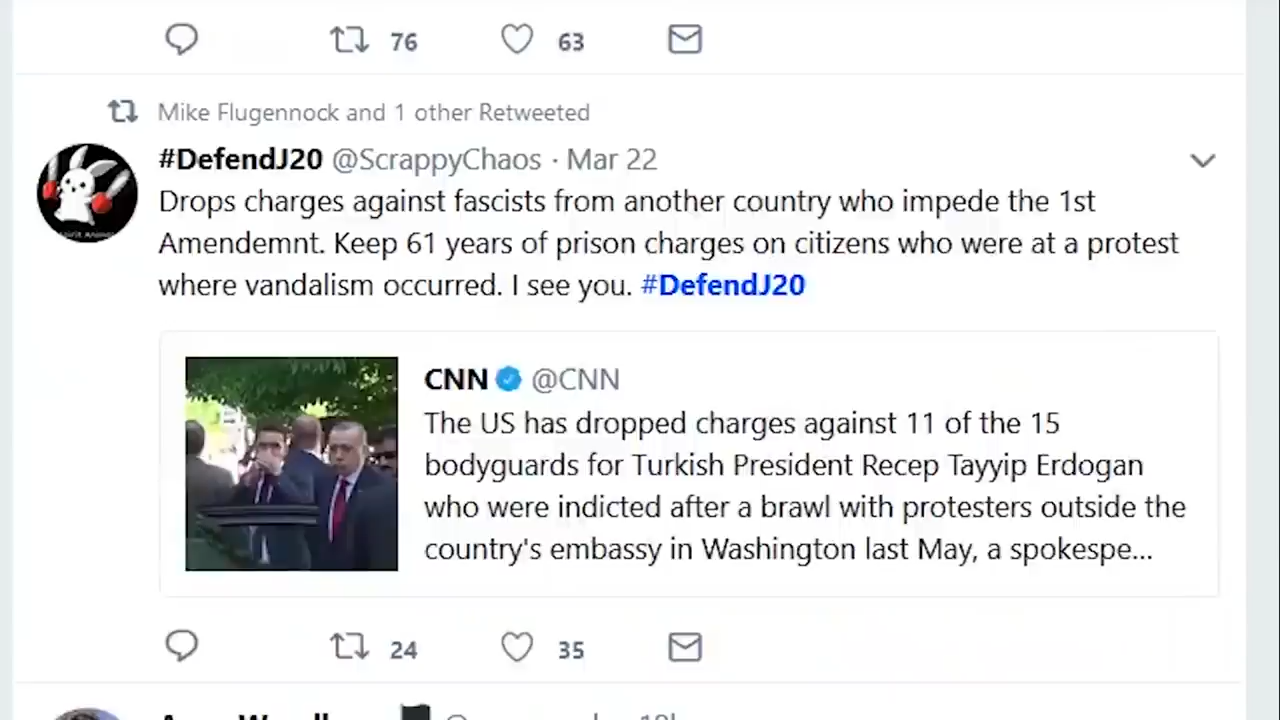 76 63
Mike Flugennock and 1 other Retweeted
#DefendJ20 @ScrappyChaos · Mar 22
Drops charges against fascists from another country who impede the 1st
Amendemnt. Keep 61 years of prison charges on citizens who were at a protest
where vandalism occurred. I see you. #DefendJ20
CNN @CNN
The US has dropped charges against 11 of the 15
bodyguards for Turkish President Recep Tayyip Erdogan
who were indicted after a brawl with protesters outside the
country's embassy in Washington last May, a spokespe...
24 35